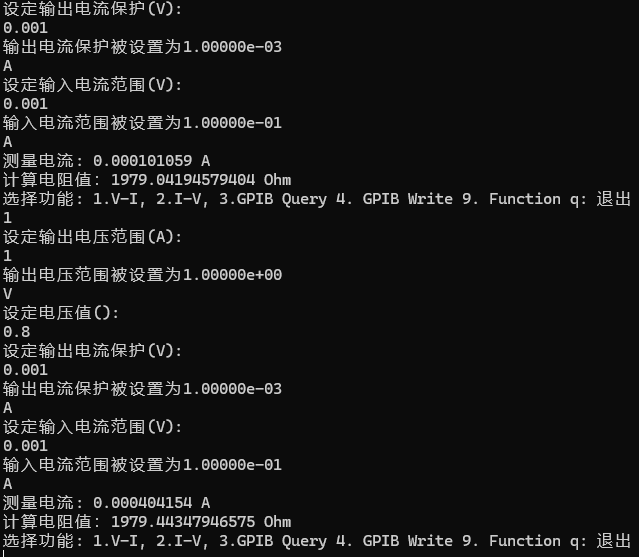 设定输出电流保护(V):
0.001
输出电流保护被设置为1.00000e-03
A
设定输入电流范围(V):
0.001
输入电流范围被设置为1.00000e-01
A
测量电流: 0.000101059 A
计算电阻值: 1979.04194579404 Ohm
选择功能: 1.V-I, 2.I-V, 3.GPIB Query 4. GPIB Write 9. Function q: 退出
1
设定输出电压范围(A):
1
输出电压范围被设置为1.00000e+00
V
设定电压值():
0.8
设定输出电流保护(V):
0.001
输出电流保护被设置为1.00000e-03
A
设定输入电流范围(V):
0.001
输入电流范围被设置为1.00000e-01
A
测量电流: 0.000404154 A
计算电阻值: 1979.44347946575 Ohm
选择功能: 1.V-I, 2.I-V, 3.GPIB Query 4. GPIB Write 9. Function q: 退出